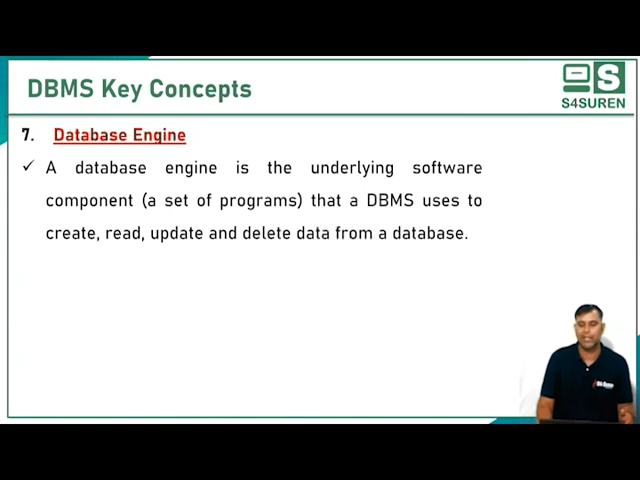 DBMS Key Concepts
S4SUREN
7. Database Engine
✓ A database engine is the underlying software
component (a set of programs) that a DBMS uses to
create, read, update and delete data from a database.